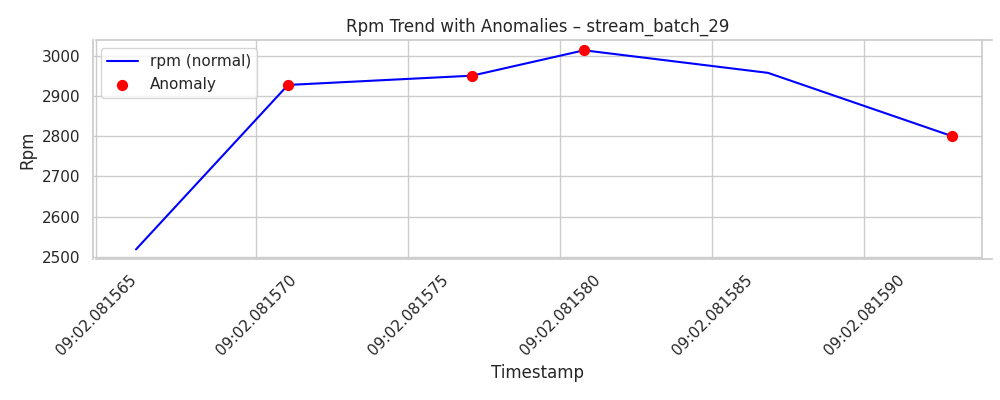 Rpm Trend with Anomalies – stream_batch_29
rpm (normal)
Anomaly
3000
2900
2800
2700
2600
2500
Rpm
09:02.081565
09:02.081570
09:02.081575
09:02.081580
09:02.081585
09:02.081590
Timestamp